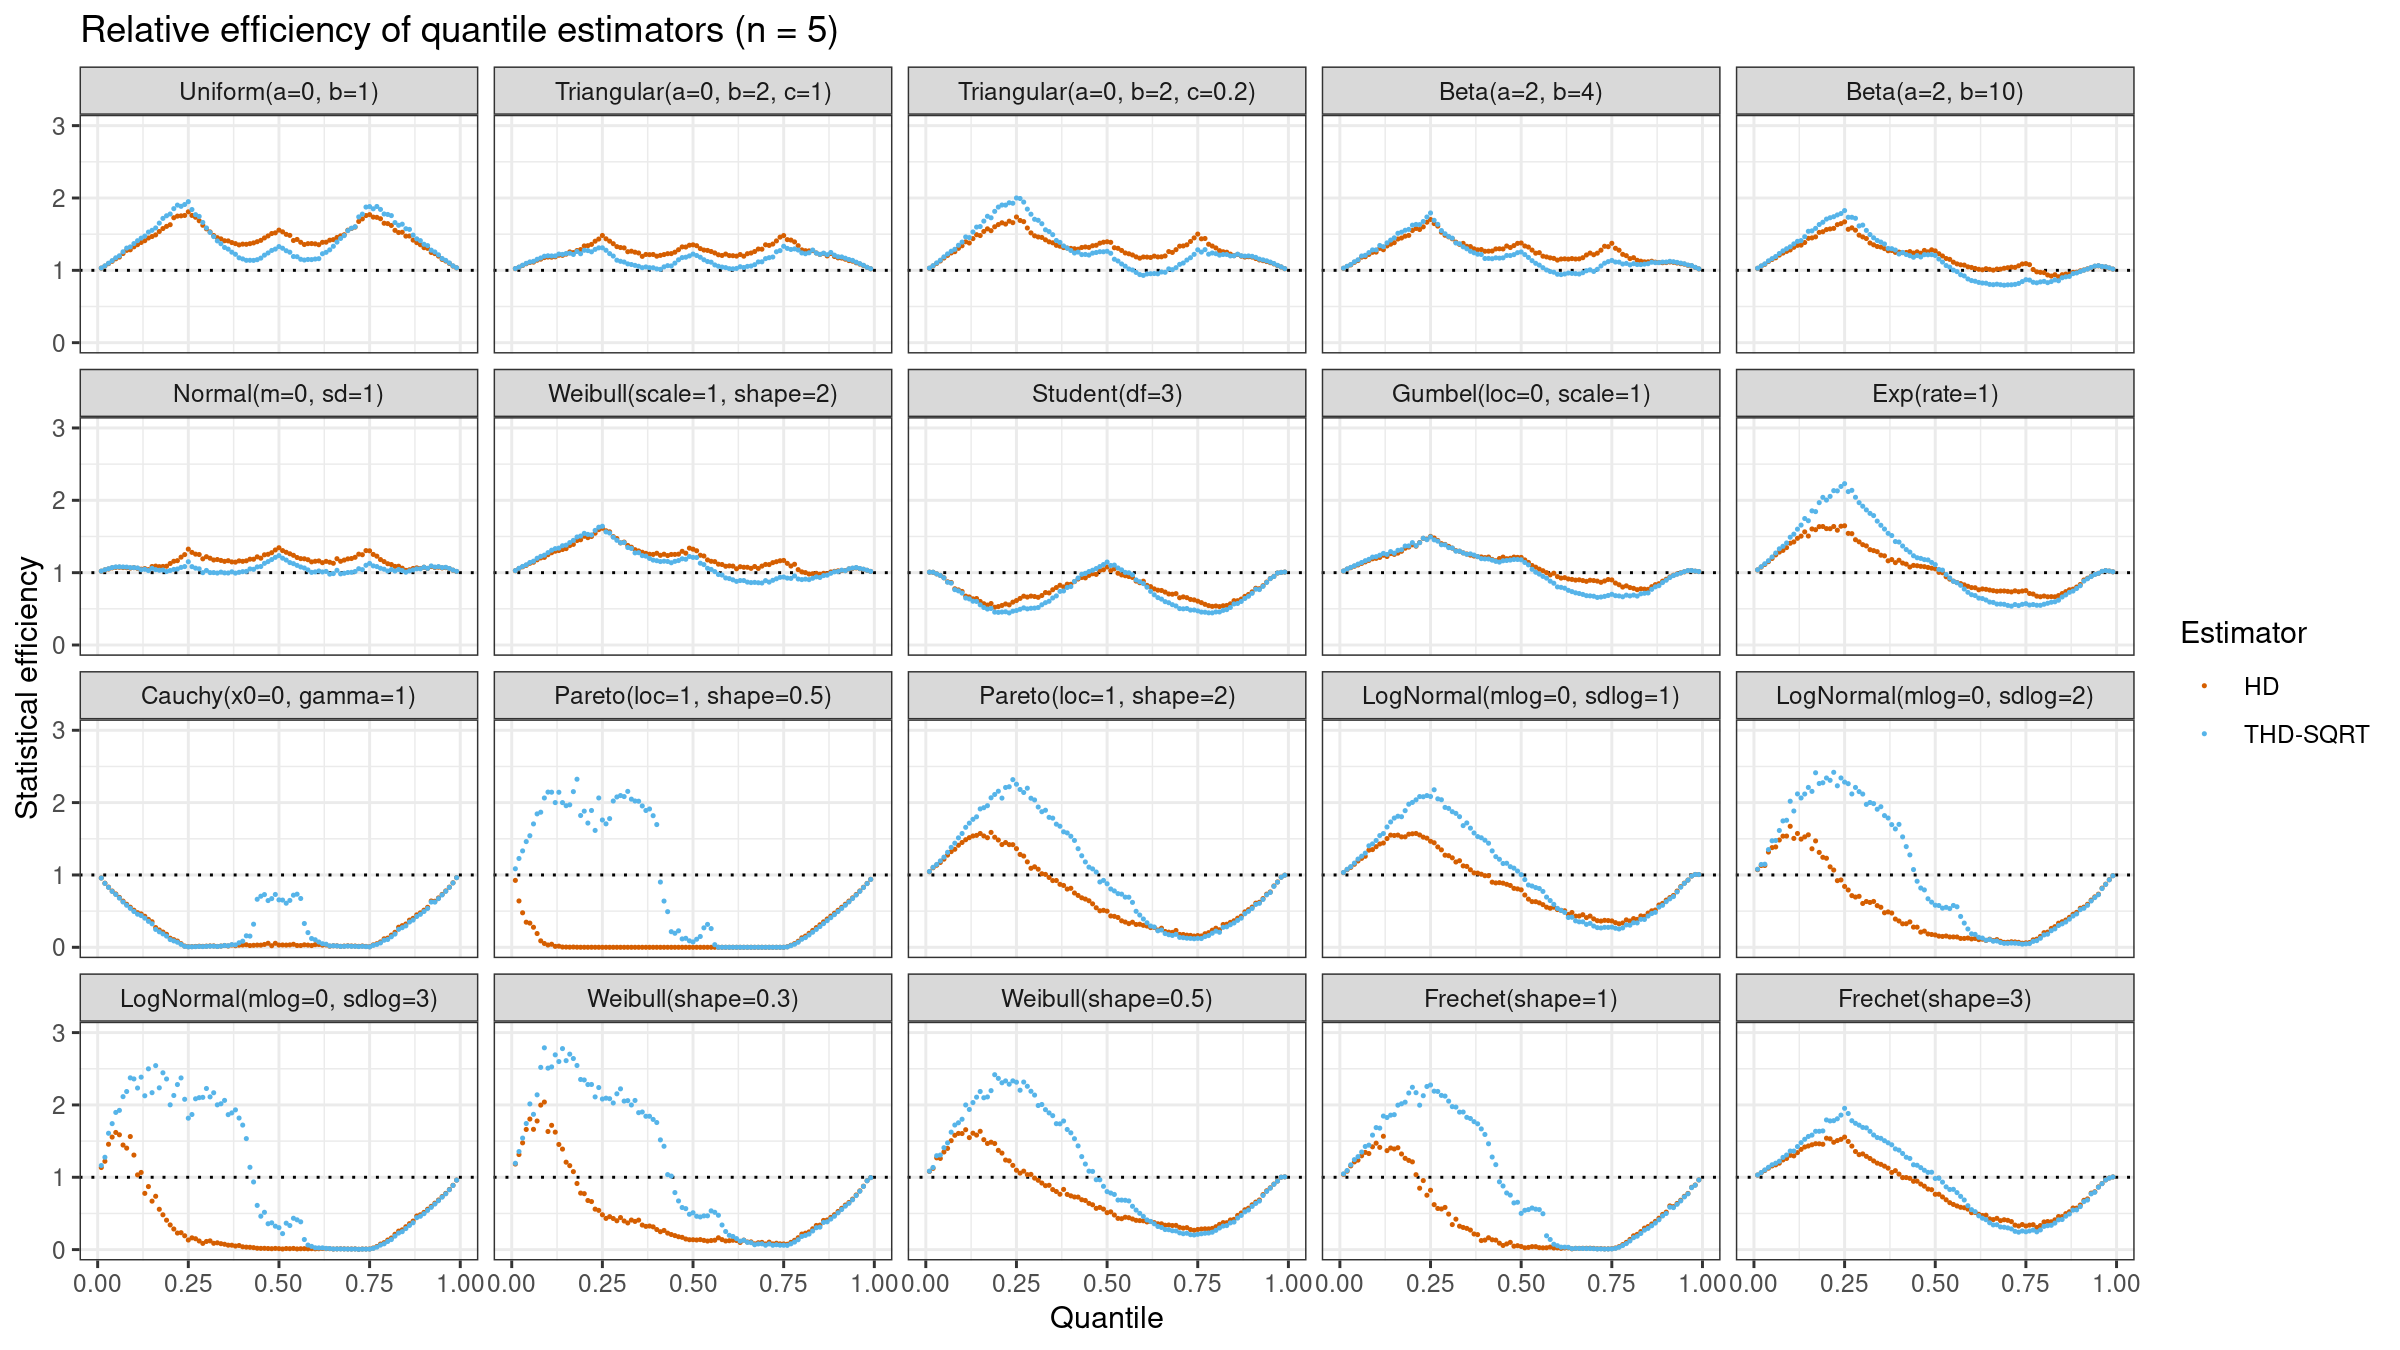 Relative efficiency of quantile estimators (n = 5)
Uniform(a=0, b=1)
Triangular(a=0, b=2, c=1)
Triangular(a=0, b=2, c=0.2)
Beta(a=2, b=4)
Beta(a=2, b=10)
3
2
1
0
Normal(m=0, sd=1)
Weibull(scale=1, shape=2)
Student(df=3)
Gumbel(loc=0, scale=1)
Exp(rate=1)
3
2
1
0
Cauchy(x0=0, gamma=1)
Pareto(loc=1, shape=0.5)
Pareto(loc=1, shape=2)
LogNormal(mlog=0, sdlog=1)
LogNormal(mlog=0, sdlog=2)
3
2
1
0
LogNormal(mlog=0, sdlog=3)
Weibull(shape=0.3)
Weibull(shape=0.5)
Frechet(shape=1)
Frechet(shape=3)
3
2
1
0
0.00 0.25 0.50 0.75 1.00
0.00 0.25 0.50 0.75 1.00
0.00 0.25 0.50 0.75 1.00
0.00 0.25 0.50 0.75 1.00
0.00 0.25 0.50 0.75 1.00
Quantile
Statistical efficiency
Estimator
HD
THD-SQRT